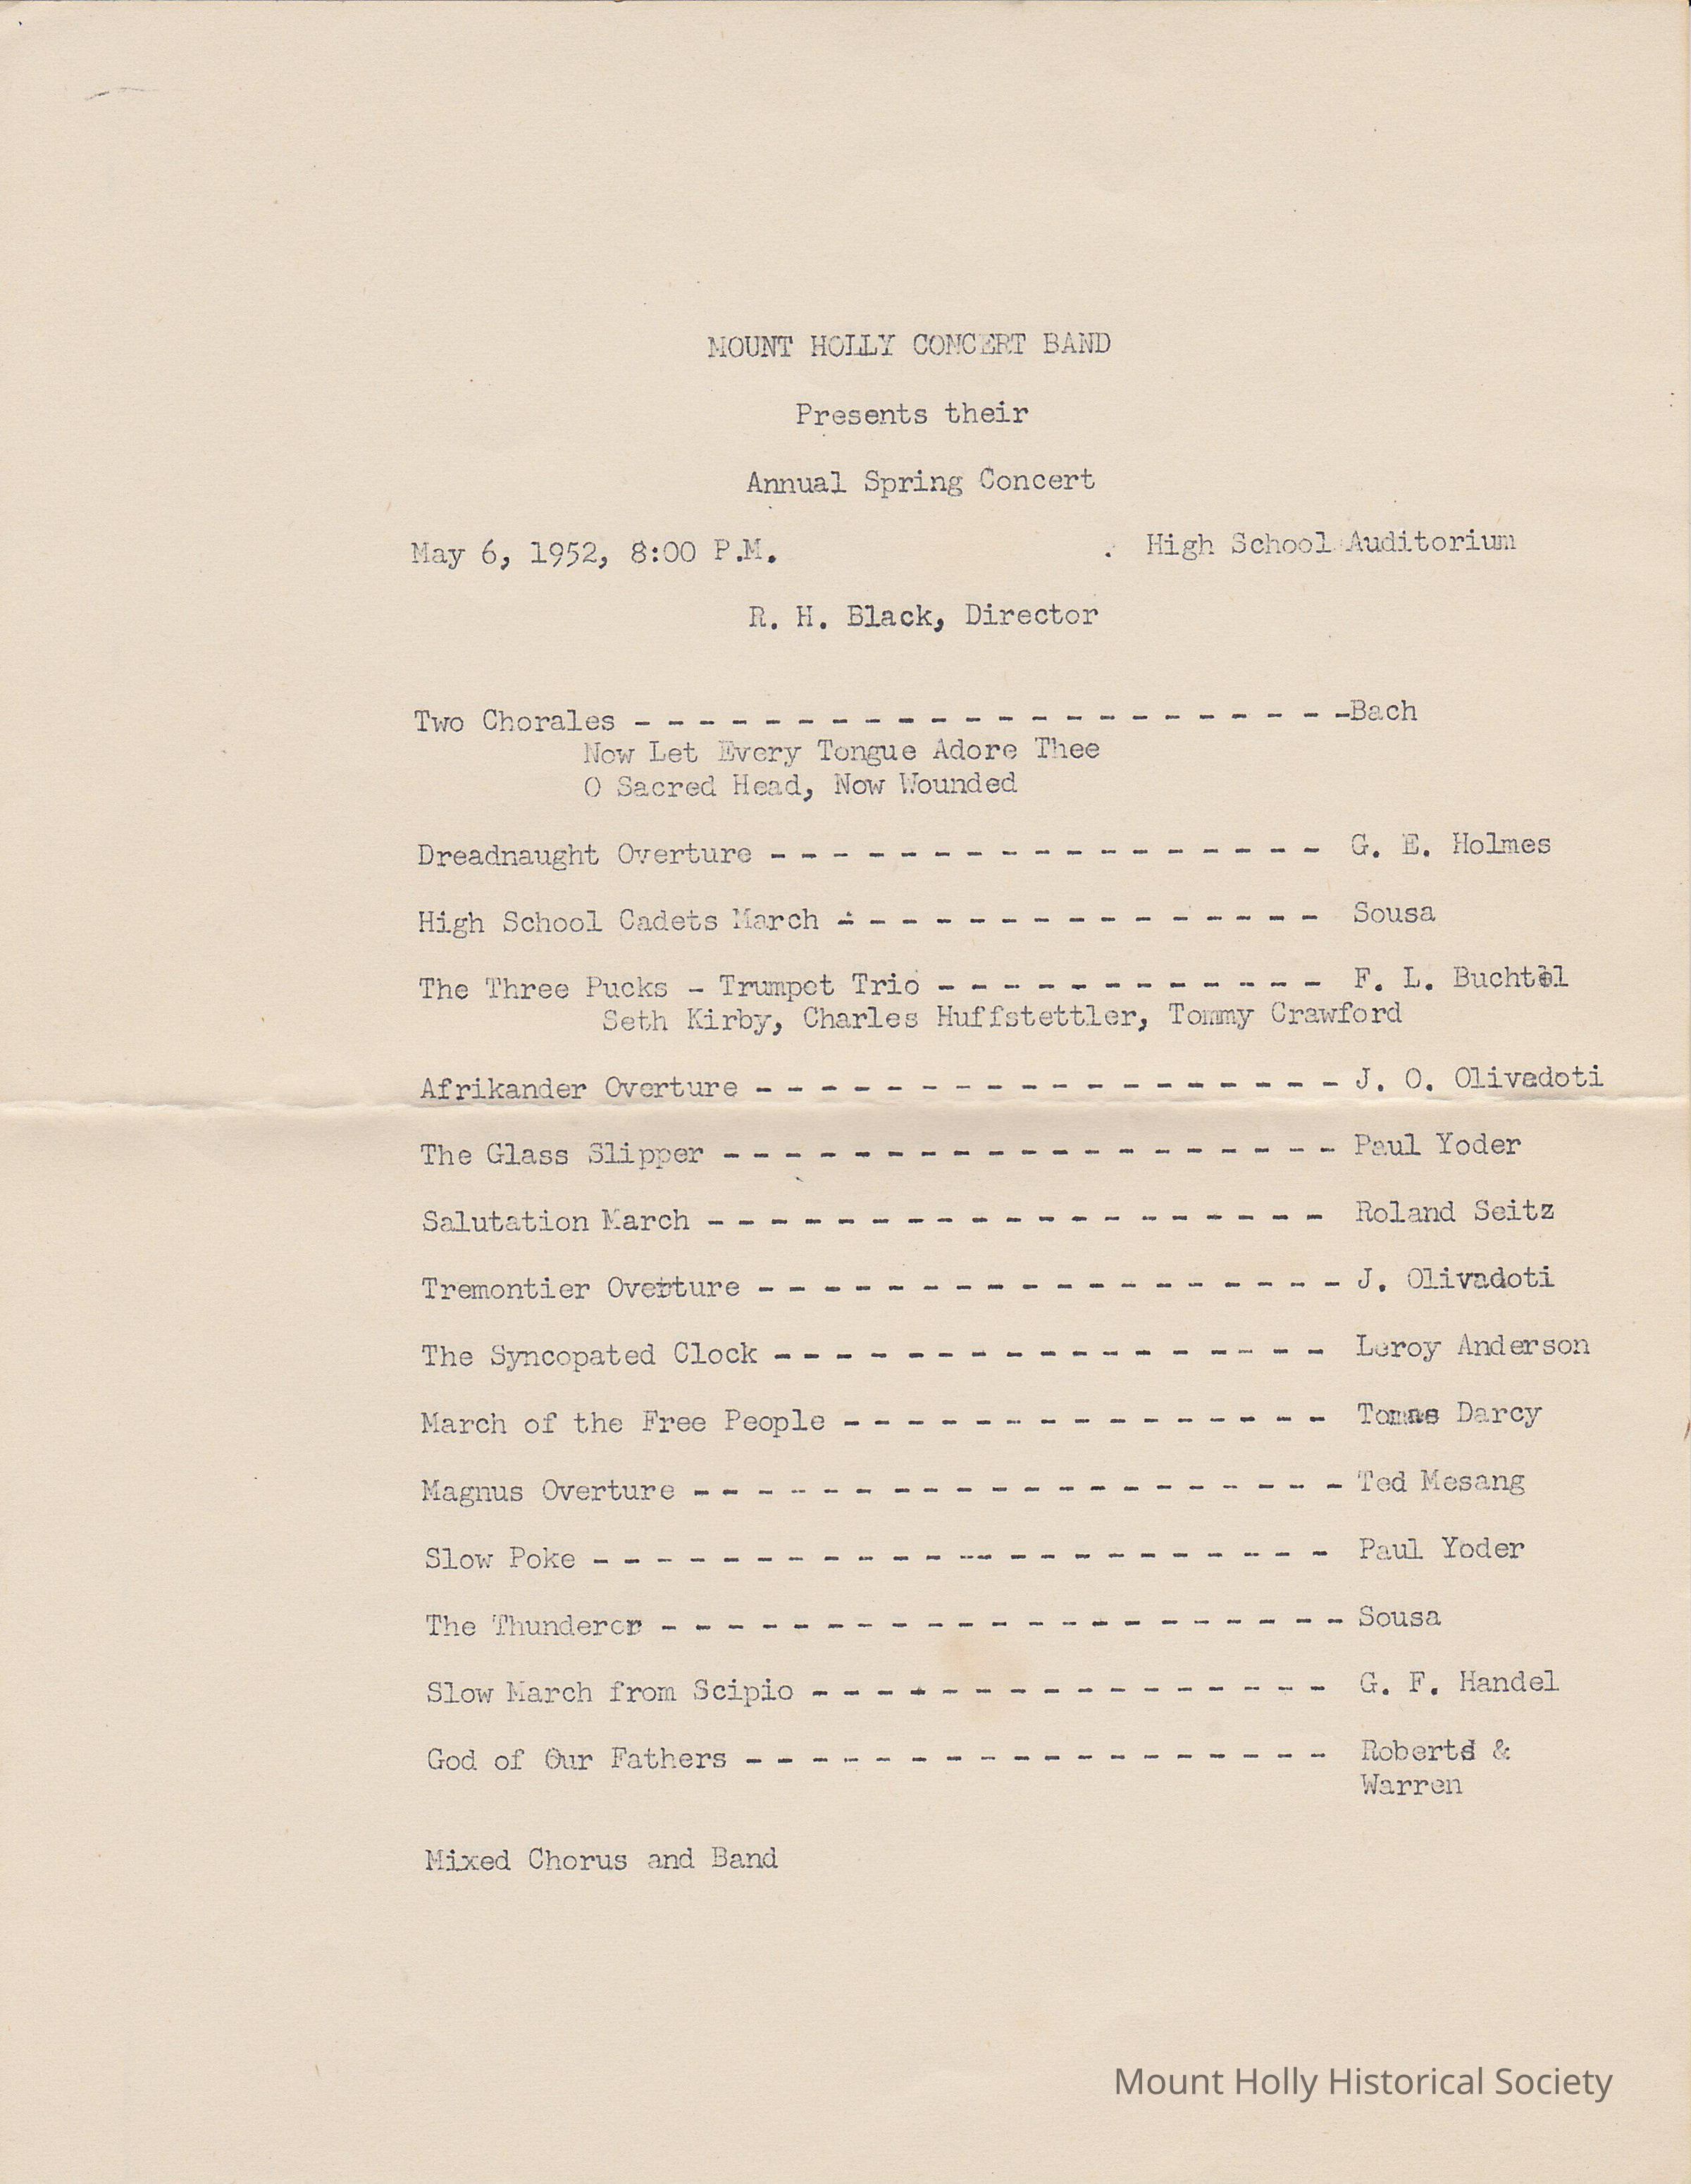 MOUNT HOLLY CONCERT BAND
Presents their
Annual Spring Concert
May 6, 1952, 8:00 P.M. . High School Auditorium
R. H. Black, Director
Two Chorales - - - - - - - - - - - - - - - - - - - - - - -Bach
Now Let Every Tongue Adore Thee
O Sacred Head, Now Wounded
Dreadnaught Overture - - - - - - - - - - - - - - - - - G. E. Holmes
High School Cadets March - - - - - - - - - - - - - - - Sousa
The Three Pucks - Trumpet Trio - - - - - - - - - - - - F. L. Buchtel
Seth Kirby, Charles Huffstettler, Tommy Crawford
Afrikander Overture - - - - - - - - - - - - - - - - - - J. O. Olivadoti
The Glass Slipper - - - - - - - - - - - - - - - - - - - Paul Yoder
Salutation March - - - - - - - - - - - - - - - - - - - Roland Seitz
Tremontier Overture - - - - - - - - - - - - - - - - - - J. Olivadoti
The Syncopated Clock - - - - - - - - - - - - - - - - - Leroy Anderson
March of the Free People - - - - - - - - - - - - - - - Tomas Darcy
Magnus Overture - - - - - - - - - - - - - - - - - - - - Ted Mesang
Slow Poke - - - - - - - - - - - - - - - - - - - - - - - Paul Yoder
The Thunderer - - - - - - - - - - - - - - - - - - - - - Sousa
Slow March from Scipio - - - - - - - - - - - - - - - - G. F. Handel
God of Our Fathers - - - - - - - - - - - - - - - - - - Roberts &
Warren
Mixed Chorus and Band
Mount Holly Historical Society